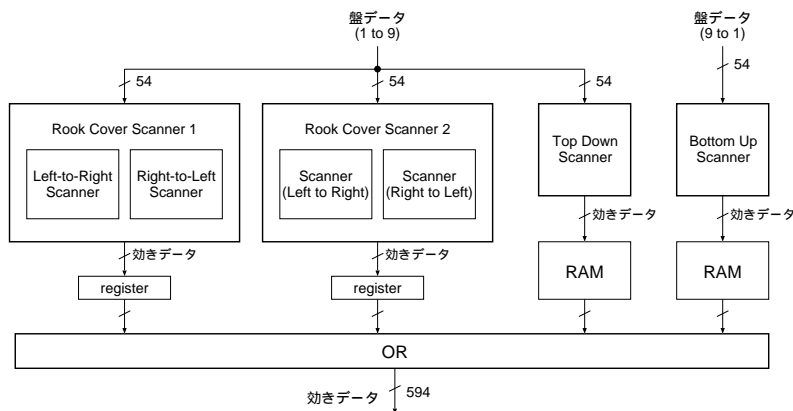 盤データ
(1 to 9)
盤データ
(9 to 1)
54
54
54
54
Rook Cover Scanner 1
Left-to-Right
Scanner
Right-to-Left
Scanner
Rook Cover Scanner 2
Scanner
(Left to Right)
Scanner
(Right to Left)
Top Down
Scanner
Bottom Up
Scanner
効きデータ
効きデータ
効きデータ
効きデータ
register
register
RAM
RAM
OR
効きデータ
594